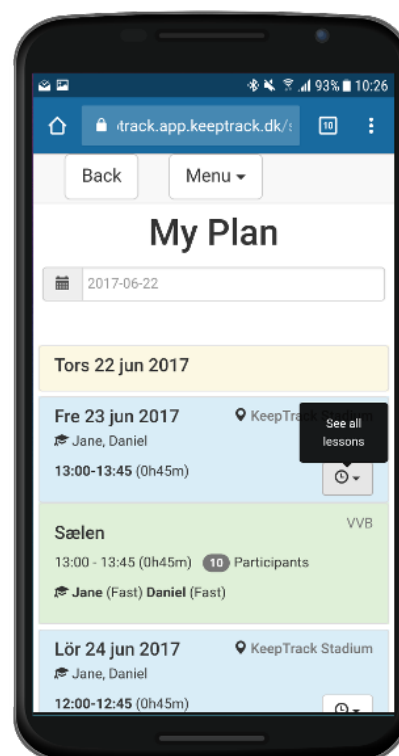 93% 10:26
track.app.keeptrack.dk/ 10
Back Menu
My Plan
2017-06-22
Tors 22 jun 2017
Fre 23 jun 2017 KeepTrack Stadium
Jane, Daniel
See all
lessons
13:00-13:45 (0h45m)
Sælen VVB
13:00 - 13:45 (0h45m) 10 Participants
Jane (Fast) Daniel (Fast)
Lör 24 jun 2017 KeepTrack Stadium
Jane, Daniel
12:00-12:45 (0h45m)